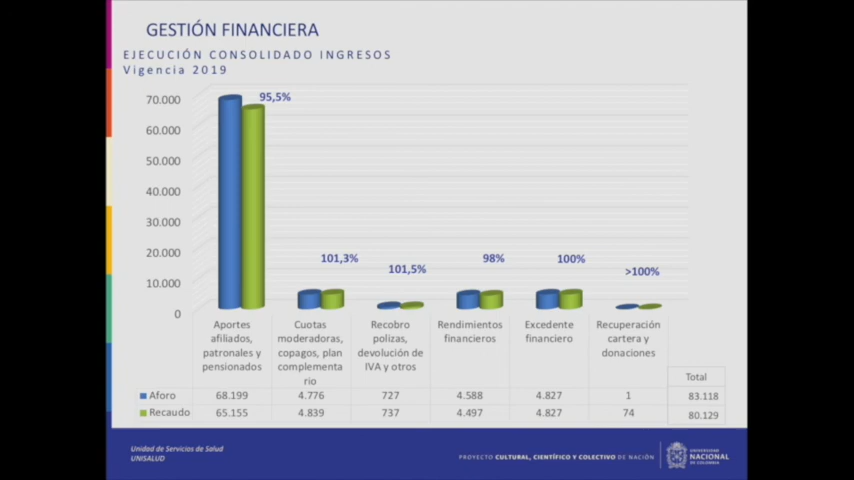 GESTIÓN FINANCIERA
EJECUCIÓN CONSOLIDADO INGRESOS
Vigencia 2019
70.000
60.000
50.000
40.000
30.000
20.000
10.000
0
95,5%
101,3%
101,5%
98%
100%
>100%
Aportes
afiliados,
patronales y
pensionados
Cuotas
moderadoras,
copagos, plan
complementa
rio
Recobro
polizas,
devolución de
IVA y otros
Rendimientos
financieros
Excedente
financiero
Recuperación
cartera y
donaciones
Total
Aforo 68.199 4.776 727 4.588 4.827 1 83.118
Recaudo 65.155 4.839 737 4.497 4.827 74 80.129
Unidad de Servicios de Salud
UNISALUD
PROYECTO CULTURAL, CIENTÍFICO Y COLECTIVO DE NACIÓN
UNIVERSIDAD
NACIONAL
DE COLOMBIA